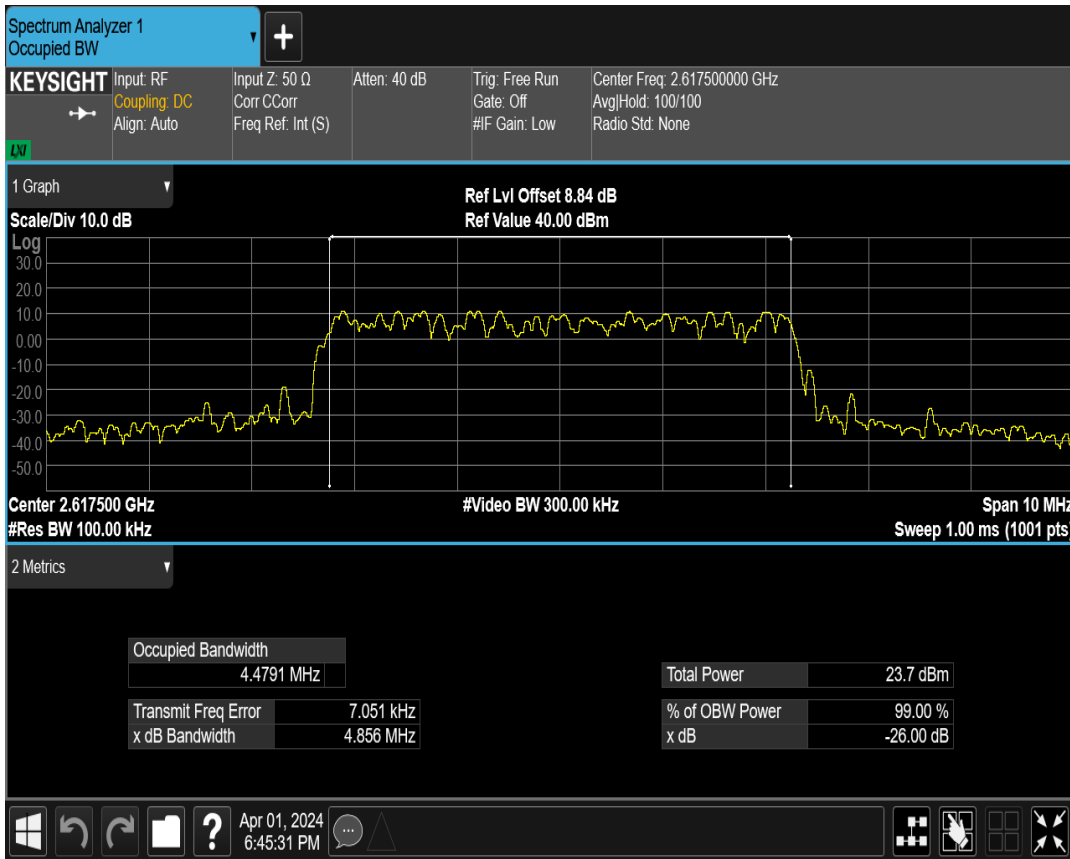 Spectrum Analyzer 1
Occupied BW
+
KEYSIGHT
LXI
Input: RF
Coupling: DC
Align: Auto
Input Z: 50 Ω
Corr CCorr
Freq Ref: Int (S)
Atten: 40 dB
Trig: Free Run
Gate: Off
#IF Gain: Low
Center Freq: 2.617500000 GHz
Avg|Hold: 100/100
Radio Std: None
1 Graph
Scale/Div 10.0 dB
Ref Lvl Offset 8.84 dB
Ref Value 40.00 dBm
Log
30.0
20.0
10.0
0.00
-10.0
-20.0
-30.0
-40.0
-50.0
Center 2.617500 GHz
#Video BW 300.00 kHz
Span 10 MHz
#Res BW 100.00 kHz
Sweep 1.00 ms (1001 pts)
2 Metrics
Occupied Bandwidth
4.4791 MHz
Total Power 23.7 dBm
Transmit Freq Error 7.051 kHz
% of OBW Power 99.00 %
x dB Bandwidth 4.856 MHz
x dB -26.00 dB
?
Apr 01, 2024
6:45:31 PM